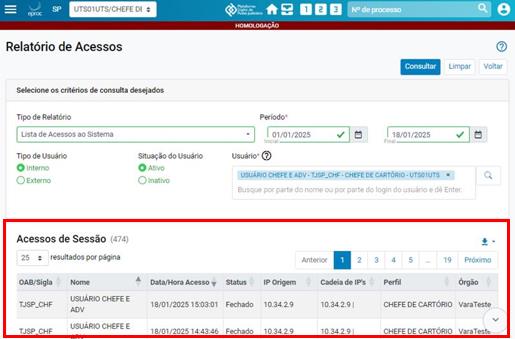 eproc SP UTS01UTS/CHEFE DI Plataforma Digital do Poder Judiciário 1 2 3 Nº de processo
HOMOLOGAÇÃO
Relatório de Acessos
Consultar Limpar Voltar
Selecione os critérios de consulta desejados
Tipo de Relatório Período*
Lista de Acessos ao Sistema 01/01/2025 18/01/2025
Inicial Final
Tipo de Usuário Situação do Usuário Usuário*
Interno Ativo USUÁRIO CHEFE E ADV - TJSP_CHF - CHEFE DE CARTÓRIO - UTS01UTS ×
Externo Inativo Busque por parte do nome ou por parte do login do usuário e dê Enter.
Acessos de Sessão (474)
25 resultados por página Anterior 1 2 3 4 5 ... 19 Próximo
OAB/Sigla Nome Data/Hora Acesso Status IP Origem Cadeia de IP's Perfil Órgão
TJSP_CHF USUÁRIO CHEFE E ADV 18/01/2025 15:03:01 Fechado 10.34.2.9 10.34.2.9 | CHEFE DE CARTÓRIO VaraTeste
TJSP_CHF USUÁRIO CHEFE E ADV 18/01/2025 14:43:46 Fechado 10.34.2.9 10.34.2.9 | CHEFE DE CARTÓRIO VaraTeste